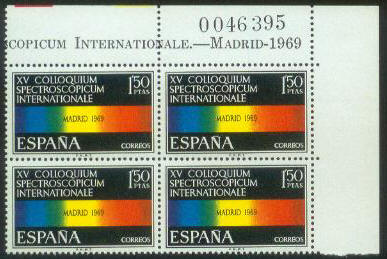 0046395
SCOPICUM INTERNATIONALE.—MADRID-1969
XV COLLOQUIUM
SPECTROSCOPICUM
INTERNATIONALE
1'50
PTAS
MADRID 1969
ESPAÑA
CORREOS
XV COLLOQUIUM
SPECTROSCOPICUM
INTERNATIONALE
1'50
PTAS
MADRID 1969
ESPAÑA
CORREOS
XV COLLOQUIUM
SPECTROSCOPICUM
INTERNATIONALE
1'50
PTAS
MADRID 1969
ESPAÑA
CORREOS
XV COLLOQUIUM
SPECTROSCOPICUM
INTERNATIONALE
1'50
PTAS
MADRID 1969
ESPAÑA
CORREOS